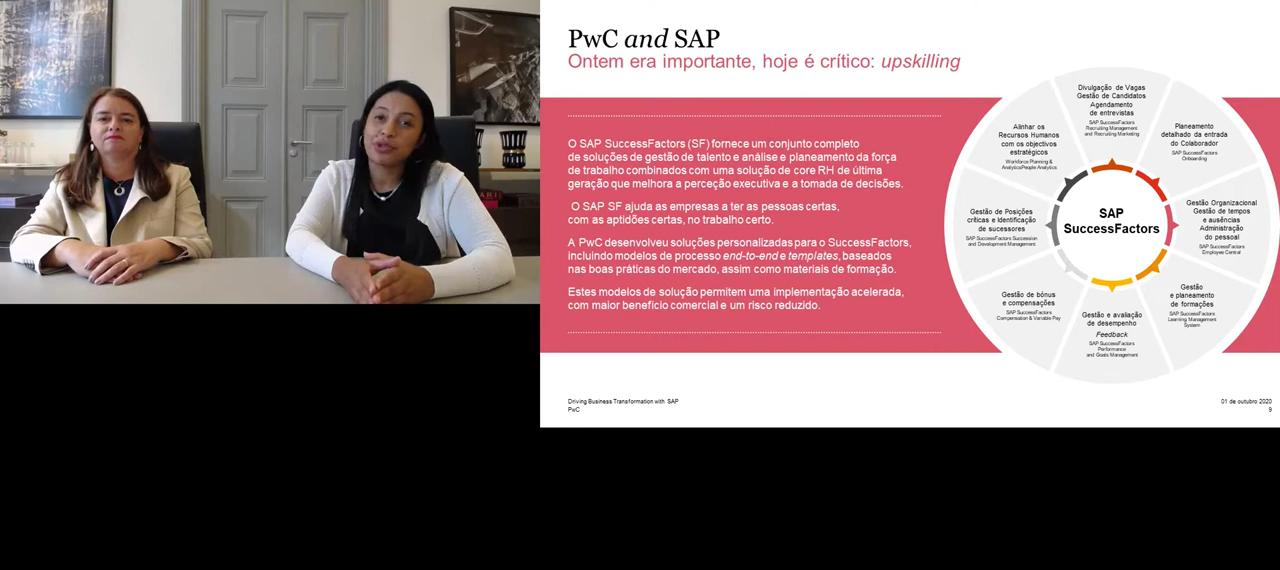 PwC and SAP
Ontem era importante, hoje é crítico: upskilling
O SAP SuccessFactors (SF) fornece um conjunto completo
de soluções de gestão de talento e análise e planeamento da força
de trabalho combinados com uma solução de core RH de última
geração que melhora a perceção executiva e a tomada de decisões.
O SAP SF ajuda as empresas a ter as pessoas certas,
com as aptidões certas, no trabalho certo.
A PwC desenvolveu soluções personalizadas para o SuccessFactors,
incluindo modelos de processo end-to-end e templates, baseados
nas boas práticas do mercado, assim como materiais de formação.
Estes modelos de solução permitem uma implementação acelerada,
com maior benefício comercial e um risco reduzido.
SAP
SuccessFactors
Divulgação de Vagas
Gestão de Candidatos
Agendamento
de entrevistas
SAP SuccessFactors
Recruiting Management
and Recruiting Marketing
Planeamento
detalhado da entrada
do Colaborador
SAP SuccessFactors
Onboarding
Gestão Organizacional
Gestão de tempos
e ausências
Administração
do pessoal
SAP SuccessFactors
Employee Central
Gestão
e planeamento
de formações
SAP SuccessFactors
Learning Management
System
Gestão e avaliação
de desempenho
Feedback
SAP SuccessFactors
Performance
and Goals Management
Gestão de bónus
e compensações
SAP SuccessFactors
Compensation & Variable Pay
Gestão de Posições
críticas e Identificação
de sucessores
SAP SuccessFactors Succession
and Development Management
Alinhar os
Recursos Humanos
com os objectivos
estratégicos
Workforce Planning &
Analytics People Analytics
Driving Business Transformation with SAP
PwC
01 de outubro 2020
9